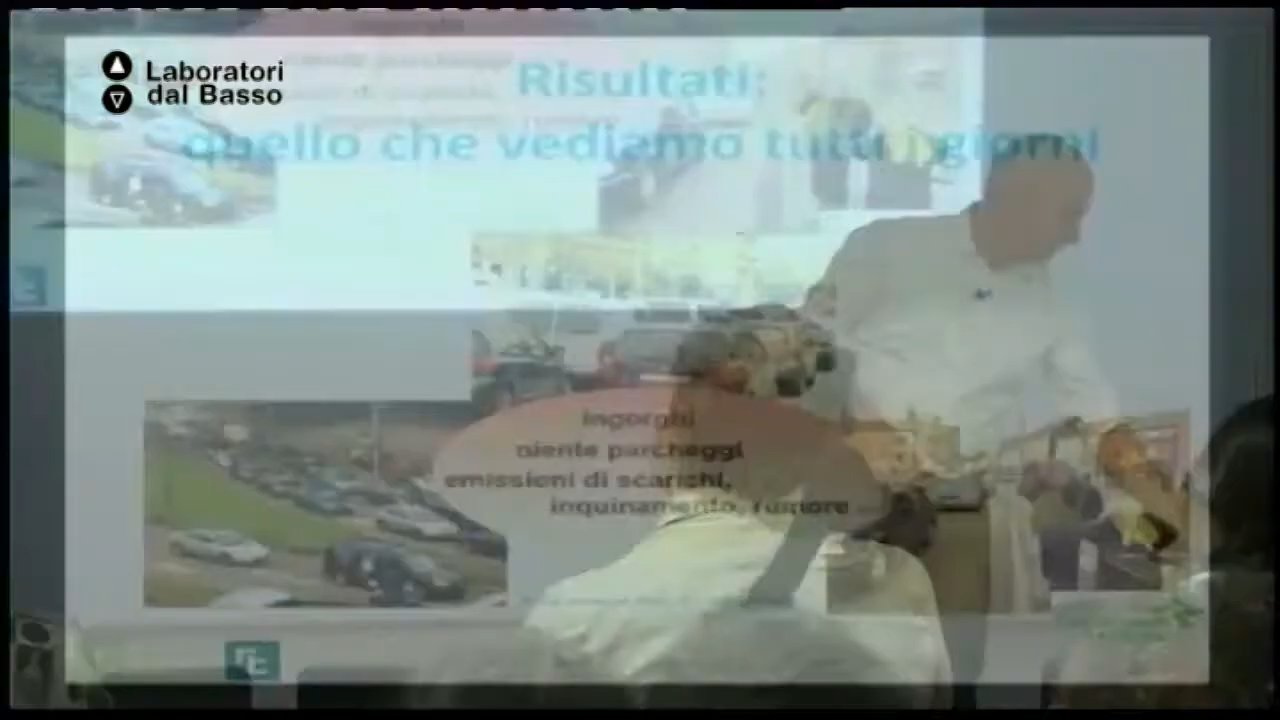 Laboratori
dal Basso
Risultati:
quello che vediamo tutti i giorni
Ingorghi
niente parcheggi
emissioni di scarichi,
inquinamento, rumore